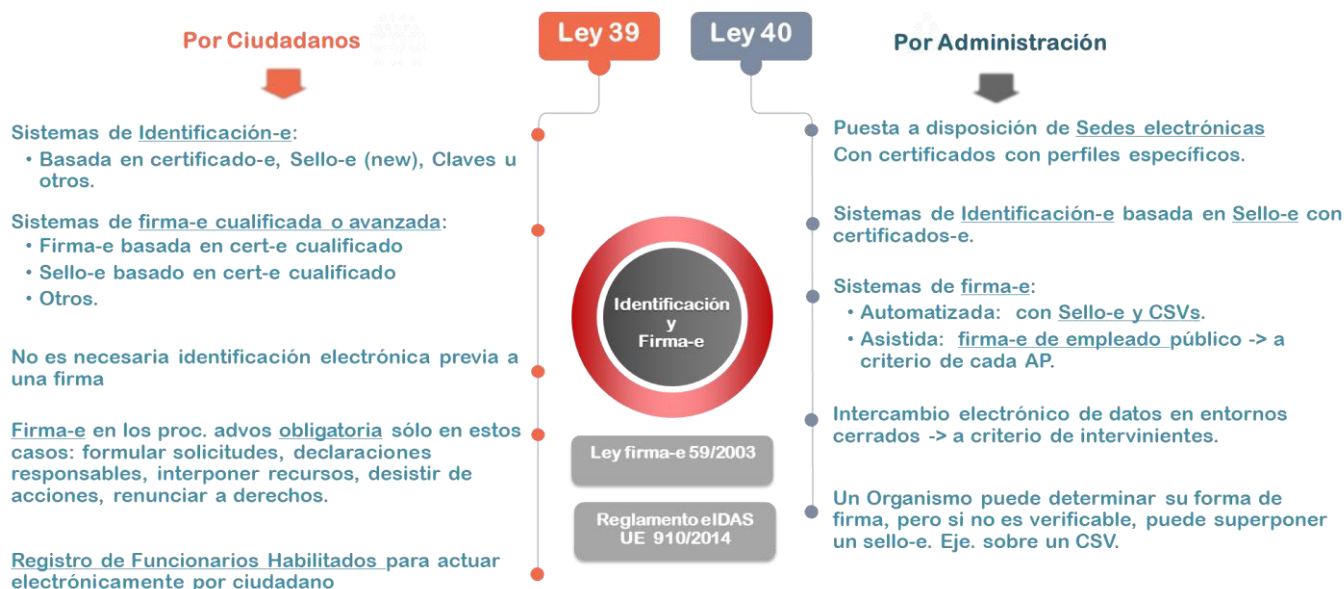 Por Ciudadanos
Ley 39
Ley 40
Por Administración
Sistemas de Identificación-e:
• Basada en certificado-e, Sello-e (new), Claves u
otros.
Sistemas de firma-e cualificada o avanzada:
• Firma-e basada en cert-e cualificado
• Sello-e basado en cert-e cualificado
• Otros.
No es necesaria identificación electrónica previa a
una firma
Firma-e en los proc. advos obligatoria sólo en estos
casos: formular solicitudes, declaraciones
responsables, interponer recursos, desistir de
acciones, renunciar a derechos.
Registro de Funcionarios Habilitados para actuar
electrónicamente por ciudadano
Identificación
y
Firma-e
Ley firma-e 59/2003
Reglamento eIDAS
UE 910/2014
Puesta a disposición de Sedes electrónicas
Con certificados con perfiles específicos.
Sistemas de Identificación-e basada en Sello-e con
certificados-e.
Sistemas de firma-e:
• Automatizada: con Sello-e y CSVs.
• Asistida: firma-e de empleado público -> a
criterio de cada AP.
Intercambio electrónico de datos en entornos
cerrados -> a criterio de intervinientes.
Un Organismo puede determinar su forma de
firma, pero si no es verificable, puede superponer
un sello-e. Eje. sobre un CSV.